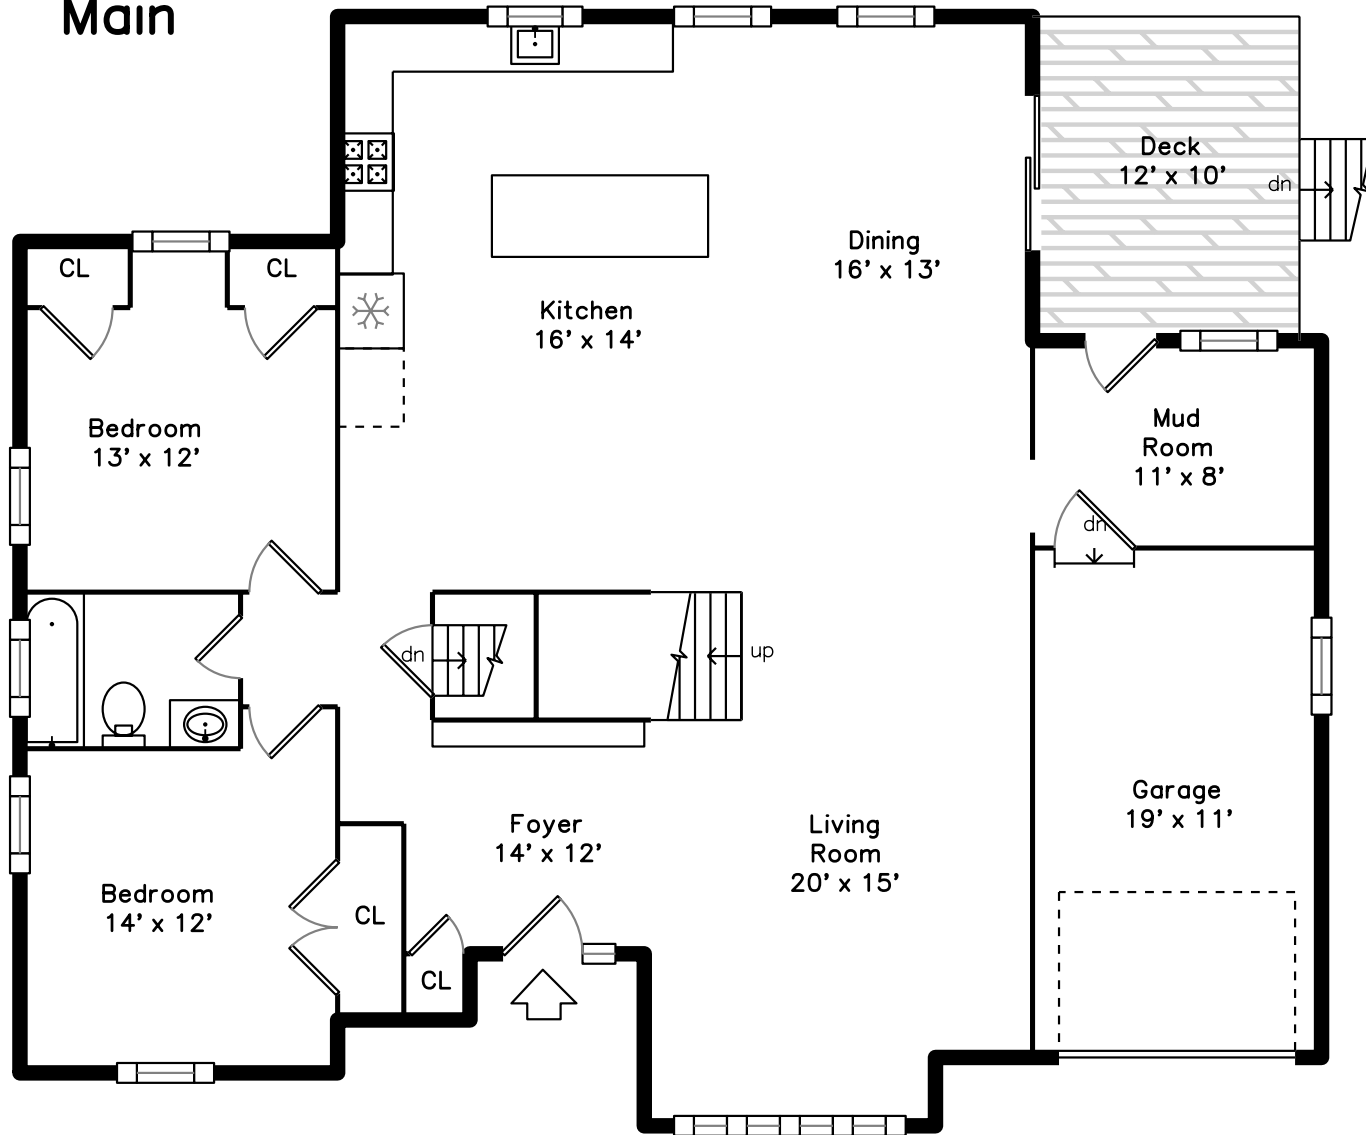 Main
Deck
12' x 10'
dn
Dining
16' x 13'
CL
CL
Kitchen
16' x 14'
Bedroom
13' x 12'
Mud
Room
11' x 8'
dn
dn
up
Garage
19' x 11'
Foyer
14' x 12'
Living
Room
20' x 15'
Bedroom
14' x 12'
CL
CL